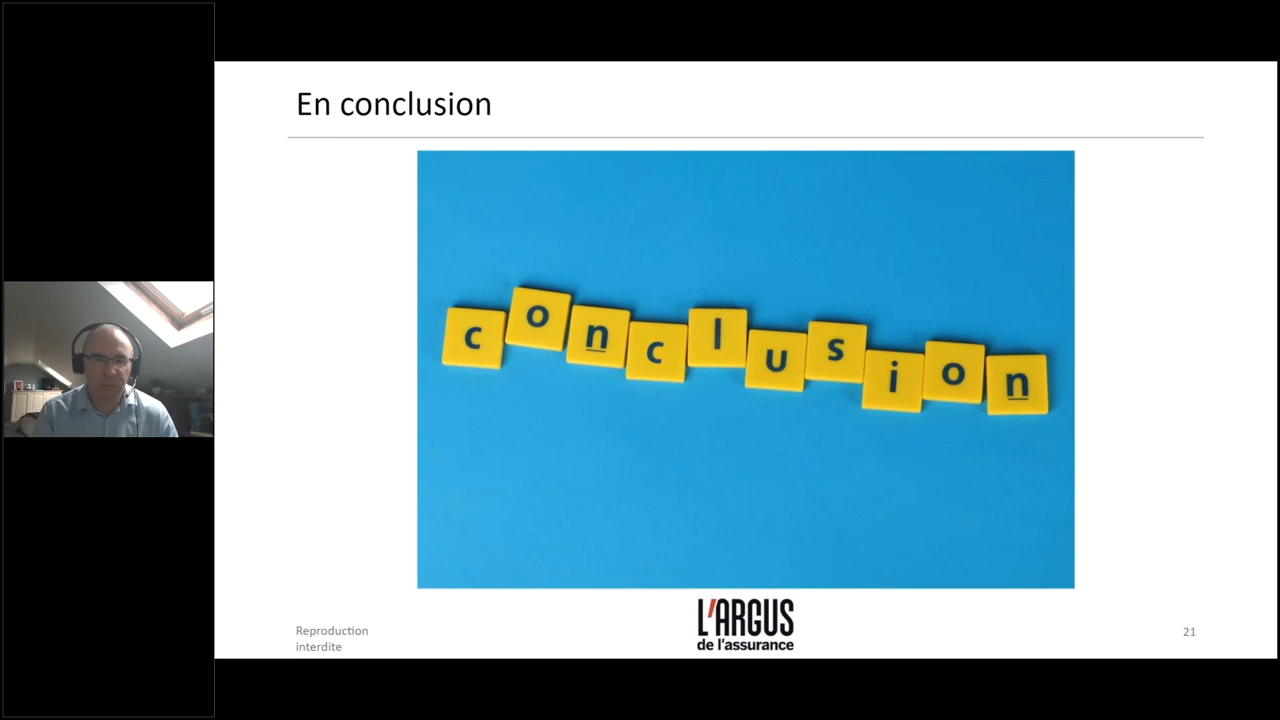 En conclusion
conclusion
L'ARGUS
de l'assurance
Reproduction
interdite
21